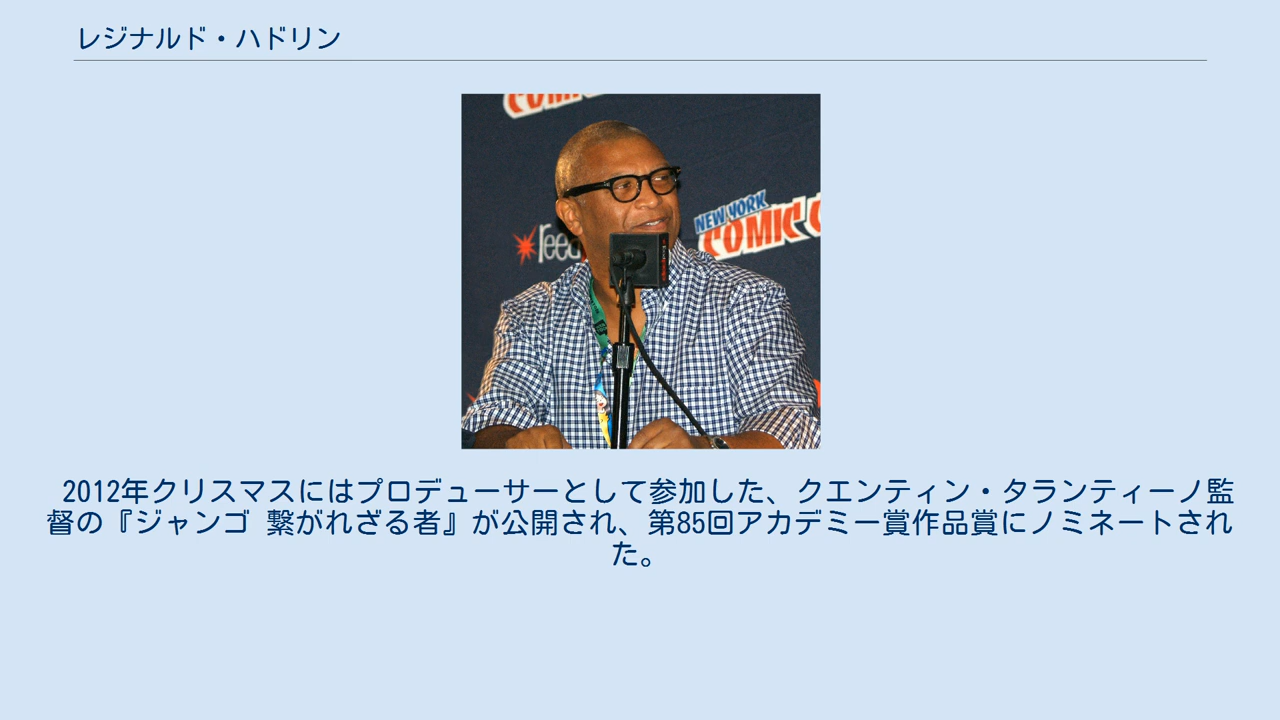 レジナルド・ハドリン
COMIC
NEW YORK
COMIC C
reed
2012年クリスマスにはプロデューサーとして参加した、クエンティン・タランティーノ監
督の『ジャンゴ 繋がれざる者』が公開され、第85回アカデミー賞作品賞にノミネートされ
た。